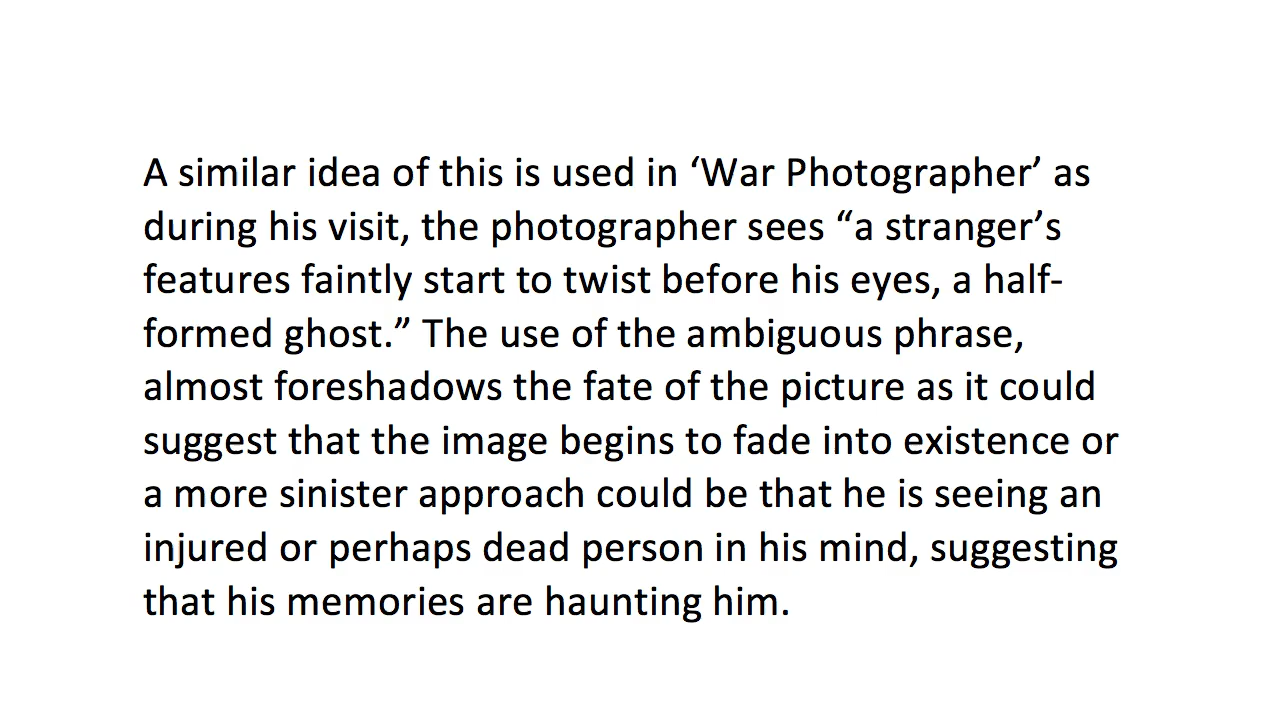 A similar idea of this is used in ‘War Photographer’ as
during his visit, the photographer sees “a stranger’s
features faintly start to twist before his eyes, a half-
formed ghost.” The use of the ambiguous phrase,
almost foreshadows the fate of the picture as it could
suggest that the image begins to fade into existence or
a more sinister approach could be that he is seeing an
injured or perhaps dead person in his mind, suggesting
that his memories are haunting him.